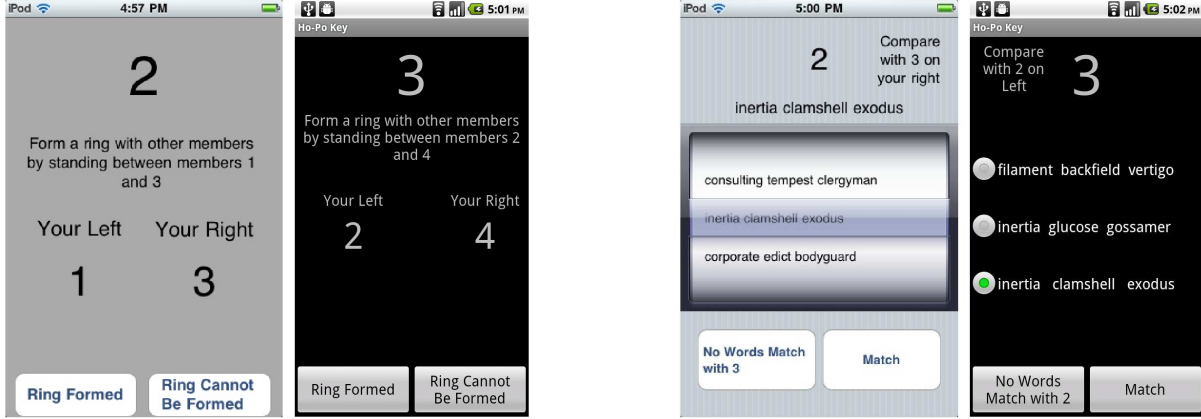 iPod 4:57 PM
2
Form a ring with other members
by standing between members 1
and 3
Your Left Your Right
1 3
Ring Formed
Ring Cannot
Be Formed
5:01 PM
Ho-Po Key
3
Form a ring with other members
by standing between members 2
and 4
Your Left Your Right
2 4
Ring Formed
Ring Cannot
Be Formed
iPod 5:00 PM
2
Compare
with 3 on
your right
inertia clamshell exodus
consulting tempest clergyman
inertia clamshell exodus
corporate edict bodyguard
No Words Match
with 3
Match
5:02 PM
Ho-Po Key
Compare
with 2 on
Left
3
filament backfield vertigo
inertia glucose gossamer
inertia clamshell exodus
No Words
Match with 2
Match